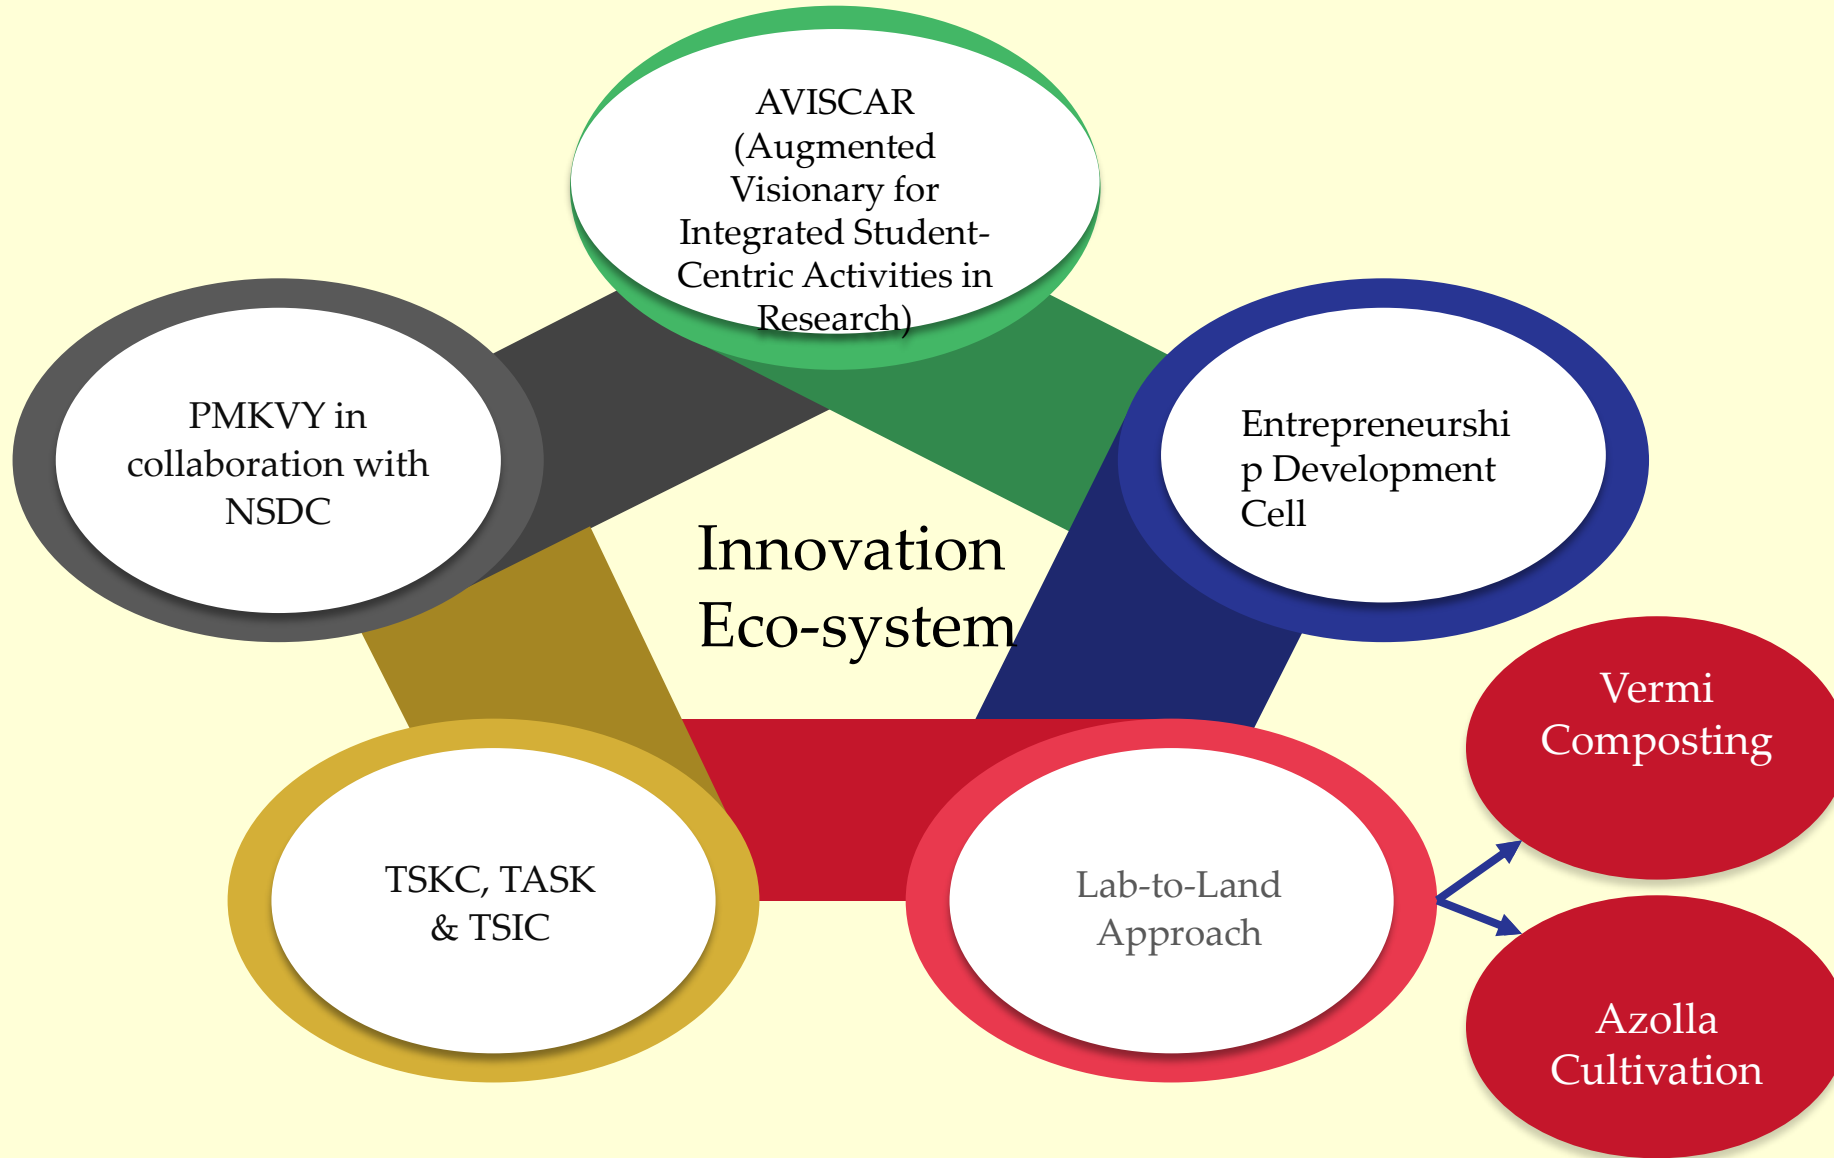 AVISCAR
(Augmented
Visionary for
Integrated Student-
Centric Activities in
Research)
PMKVY in
collaboration with
NSDC
Entrepreneurshi
p Development
Cell
Innovation
Eco-system
Vermi
Composting
TSKC, TASK
& TSIC
Lab-to-Land
Approach
Azolla
Cultivation